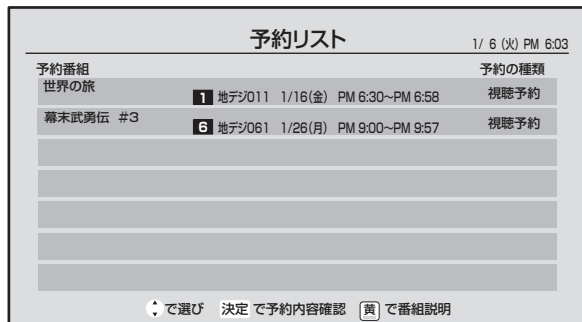 予約リスト
1/ 6 (火) PM 6:03
予約番組 予約の種類
世界の旅
1 地デジ011 1/16(金) PM 6:30~PM 6:58 視聴予約
幕末武勇伝 #3
6 地デジ061 1/26(月) PM 9:00~PM 9:57 視聴予約
で選び 決定 で予約内容確認 黄 で番組説明